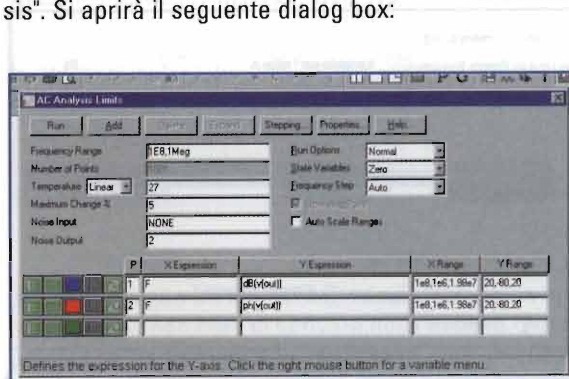 sis". Si aprirà il seguente dialog box:
AC Analysis Limits
Run Add Stepping... Properties... Help...
Frequency Range 1E8,1Meg Run Options Normal
Number of Points State Variables Zero
Temperature Linear 27 Frequency Step Auto
Maximum Change % 5
Noise Input NONE Auto Scale Ranges
Noise Output 2
P X Expression Y Expression X Range Y Range
1 F dB(v(out)) 1e8,1e6,1.98e7 20,-80,20
2 F ph(v(out)) 1e8,1e6,1.98e7 20,-80,20
Defines the expression for the Y-axis. Click the right mouse button for a variable menu.